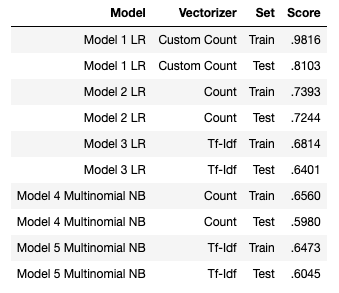 Model Vectorizer Set Score
Model 1 LR Custom Count Train .9816
Model 1 LR Custom Count Test .8103
Model 2 LR Count Train .7393
Model 2 LR Count Test .7244
Model 3 LR Tf-Idf Train .6814
Model 3 LR Tf-Idf Test .6401
Model 4 Multinomial NB Count Train .6560
Model 4 Multinomial NB Count Test .5980
Model 5 Multinomial NB Tf-Idf Train .6473
Model 5 Multinomial NB Tf-Idf Test .6045